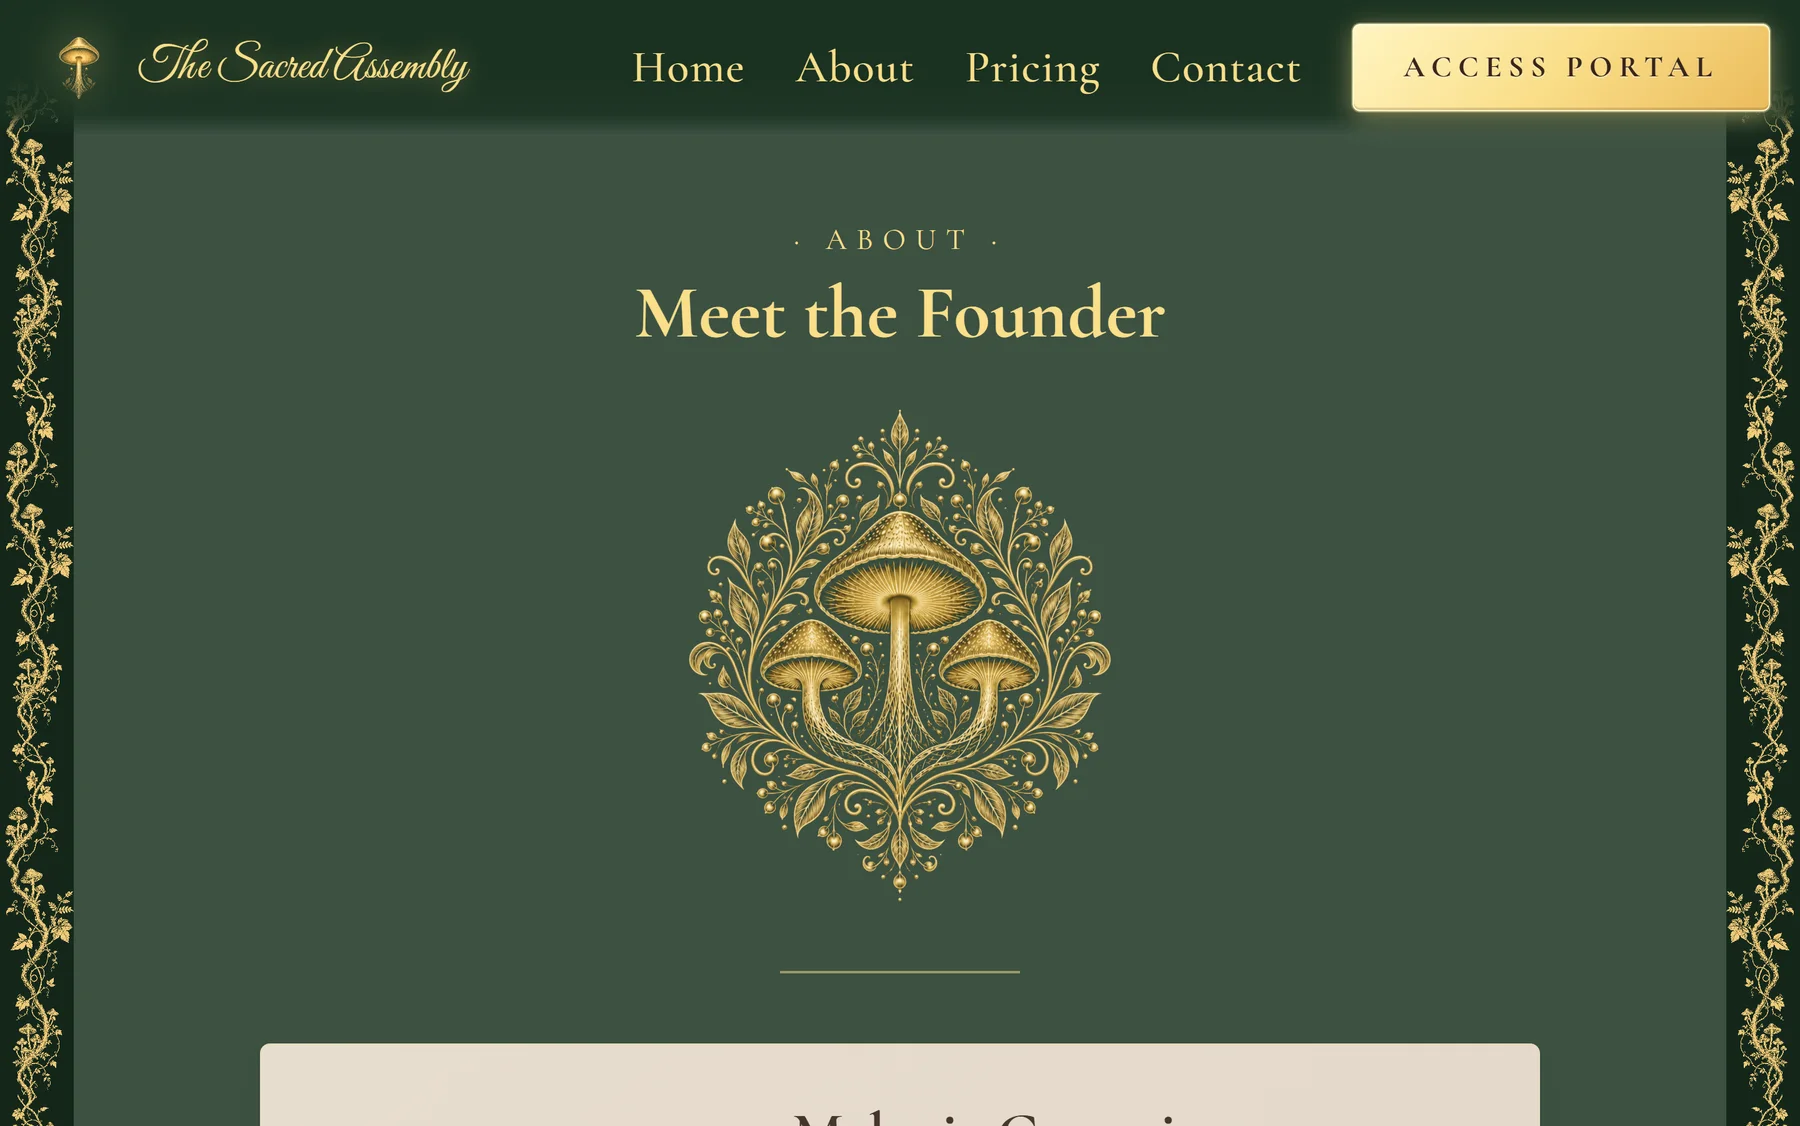 The Sacred Assembly
Home About Pricing Contact ACCESS PORTAL
· ABOUT ·
Meet the Founder